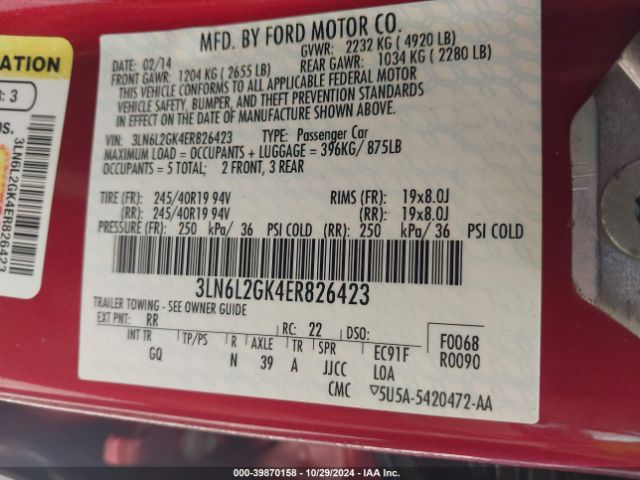 MFD. BY FORD MOTOR CO.
DATE: 02/14
GVWR: 2232 KG ( 4920 LB)
FRONT GAWR: 1204 KG ( 2655 LB)
REAR GAWR: 1034 KG ( 2280 LB)
THIS VEHICLE CONFORMS TO ALL APPLICABLE FEDERAL MOTOR
VEHICLE SAFETY, BUMPER, AND THEFT PREVENTION STANDARDS
IN EFFECT ON THE DATE OF MANUFACTURE SHOWN ABOVE.
VIN: 3LN6L2GK4ER826423 TYPE: Passenger Car
MAXIMUM LOAD = OCCUPANTS + LUGGAGE = 396KG/ 875LB
OCCUPANTS = 5 TOTAL; 2 FRONT, 3 REAR
TIRE (FR): 245/40R19 94V RIMS (FR): 19x8.0J
(RR): 245/40R19 94V (RR): 19x8.0J
PRESSURE (FR): 250 kPa/ 36 PSI COLD (RR): 250 kPa/ 36 PSI COLD
3LN6L2GK4ER826423
TRAILER TOWING - SEE OWNER GUIDE
EXT PNT: RR RC: 22 DSO:
INT TR TP/PS R AXLE TR SPR EC91F F0068
GQ N 39 A JJCC LOA R0090
CMC 5U5A-5420472-AA
ATION
: 3
OS.
3LN6L2GK4ER826423
000-39870158 | 10/29/2024 | IAA Inc.